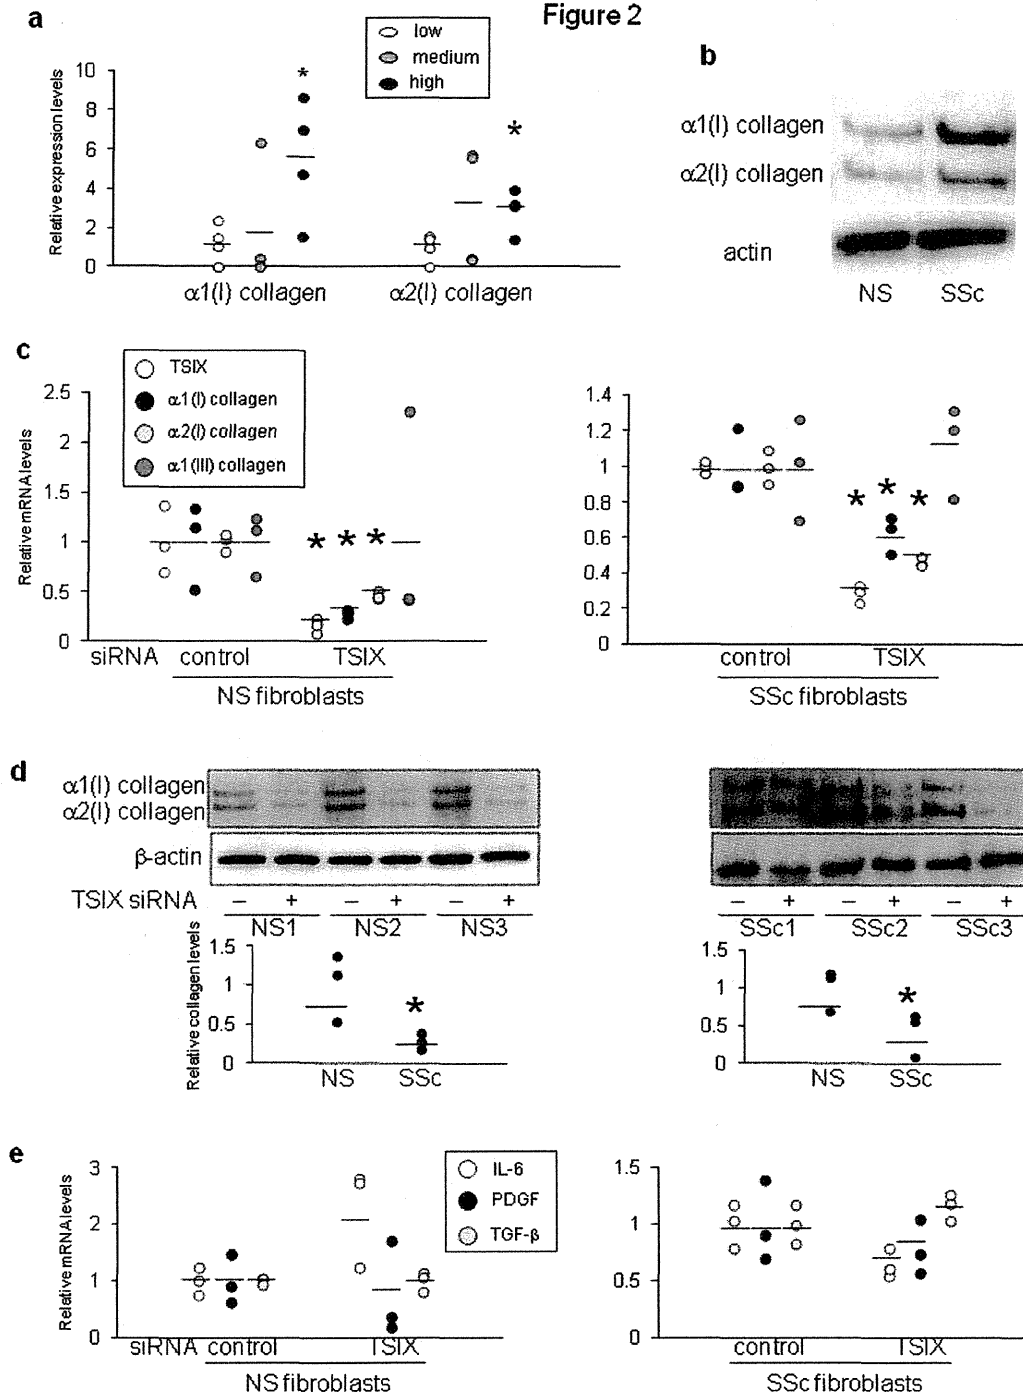 Figure 2
a
low
medium
high
Relative expression levels
10
8
6
4
2
0
*
*
α1(I) collagen
α2(I) collagen
b
α1(I) collagen
α2(I) collagen
actin
NS
SSc
c
TSIX
α1(I) collagen
α2(I) collagen
α1(III) collagen
Relative mRNA levels
2.5
2
1.5
1
0.5
0
* * *
siRNA control TSIX
NS fibroblasts
1.4
1.2
1
0.8
0.6
0.4
0.2
0
* * *
control TSIX
SSc fibroblasts
d
α1(I) collagen
α2(I) collagen
β-actin
TSIX siRNA – + – + – +
NS1 NS2 NS3
– + – + – +
SSc1 SSc2 SSc3
Relative collagen levels
1.5
1
0.5
0
*
NS SSc
1.5
1
0.5
0
*
NS SSc
e
IL-6
PDGF
TGF-β
Relative mRNA levels
3
2
1
0
siRNA control TSIX
NS fibroblasts
1.5
1
0.5
0
control TSIX
SSc fibroblasts